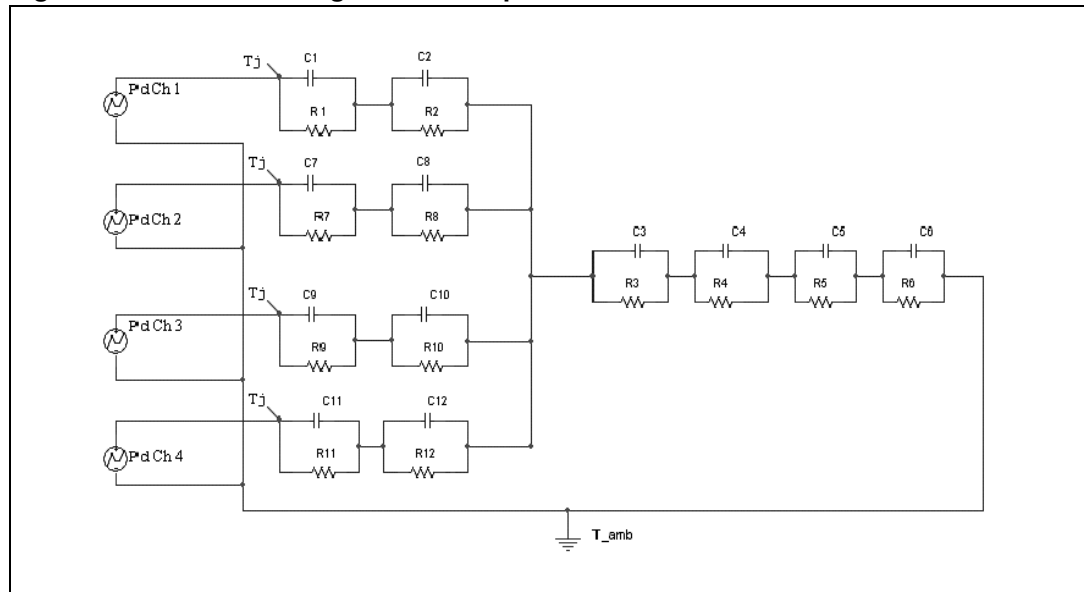 Tj
C1
C2
PdCh1
R1
R2
Tj
C7
C8
PdCh2
R7
R8
C3
C4
C5
C6
R3
R4
R5
R6
Tj
C9
C10
PdCh3
R9
R10
Tj
C11
C12
PdCh4
R11
R12
T_amb